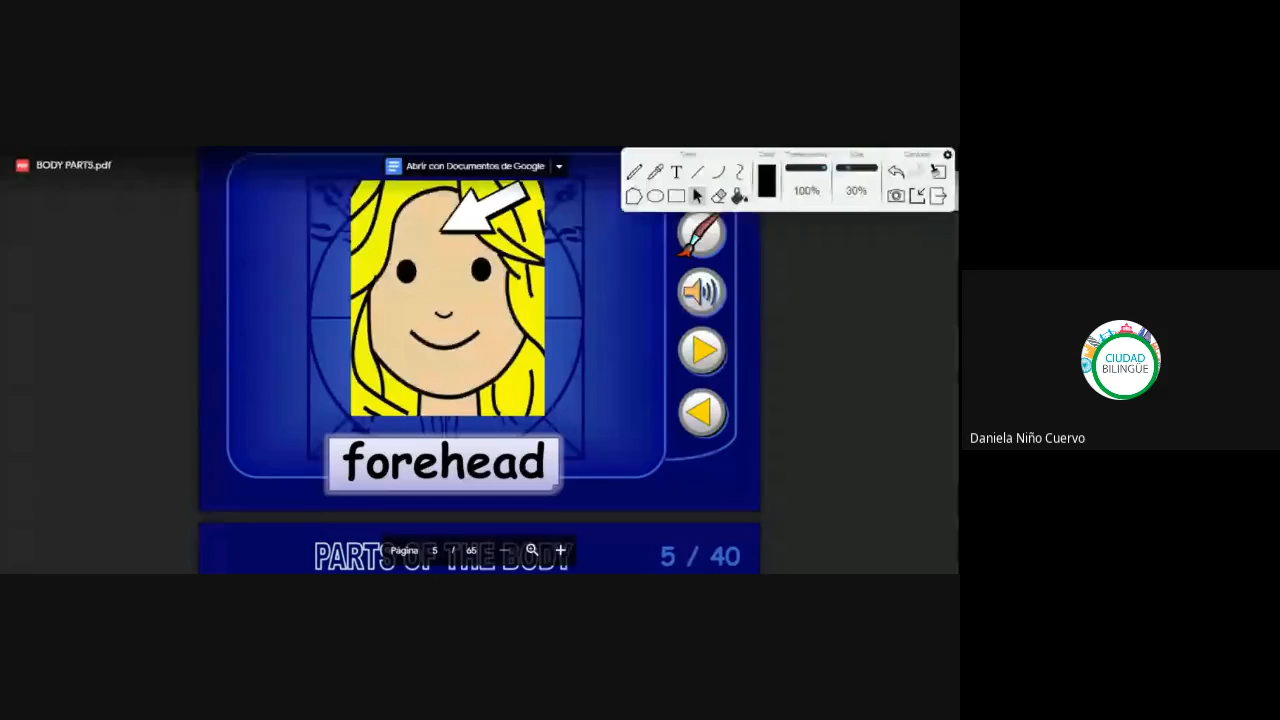 BODY PARTS.pdf
Abrir con Documentos de Google
100%
30%
forehead
Página 5 / 65
PARTS OF THE BODY
5 / 40
CIUDAD
BILINGÜE
Daniela Niño Cuervo